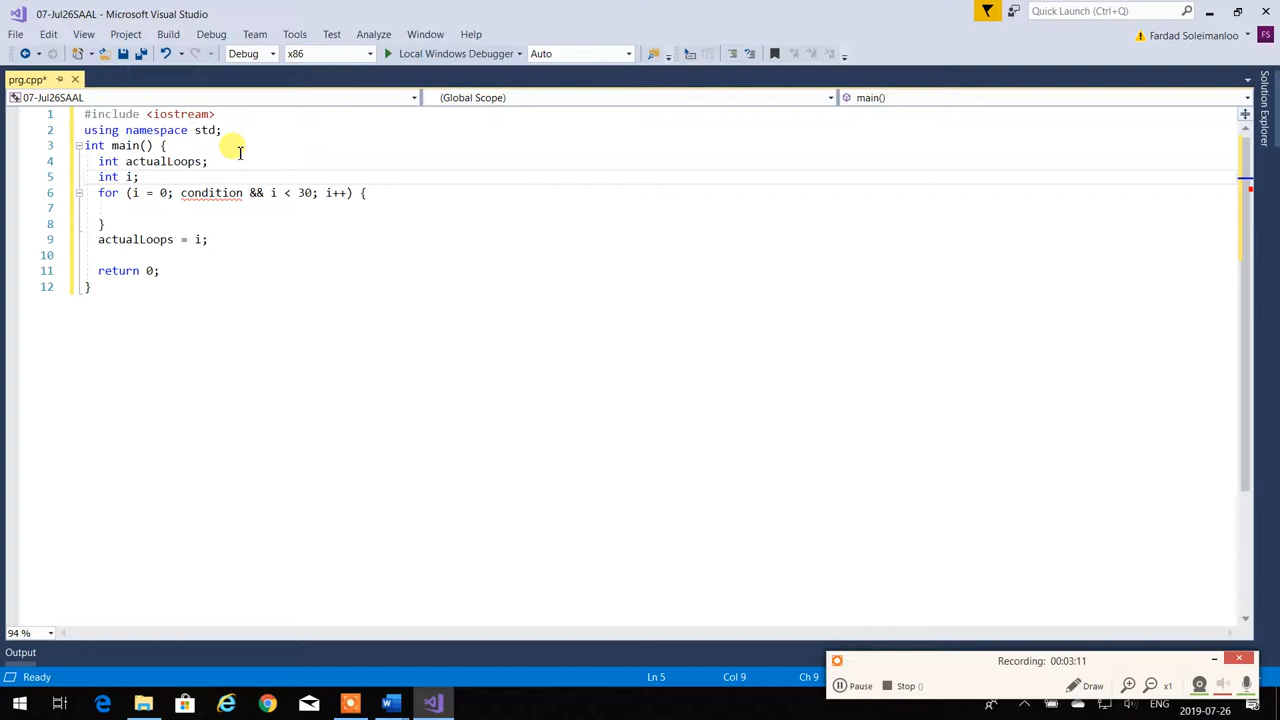 07-Jul26SAAL - Microsoft Visual Studio
Quick Launch (Ctrl+Q)
File Edit View Project Build Debug Team Tools Test Analyze Window Help
Fardad Soleimanloo FS
Debug x86 Local Windows Debugger Auto
prg.cpp*
07-Jul26SAAL (Global Scope) main()
Solution Explorer
1 #include <iostream>
2 using namespace std;
3 int main() {
4 int actualLoops;
5 int i;
6 for (i = 0; condition && i < 30; i++) {
7
8 }
9 actualLoops = i;
10
11 return 0;
12 }
94 %
Output
Ready Ln 5 Col 9 Ch 9
Recording: 00:03:11
Pause Stop () Draw x1
ENG 2019-07-26